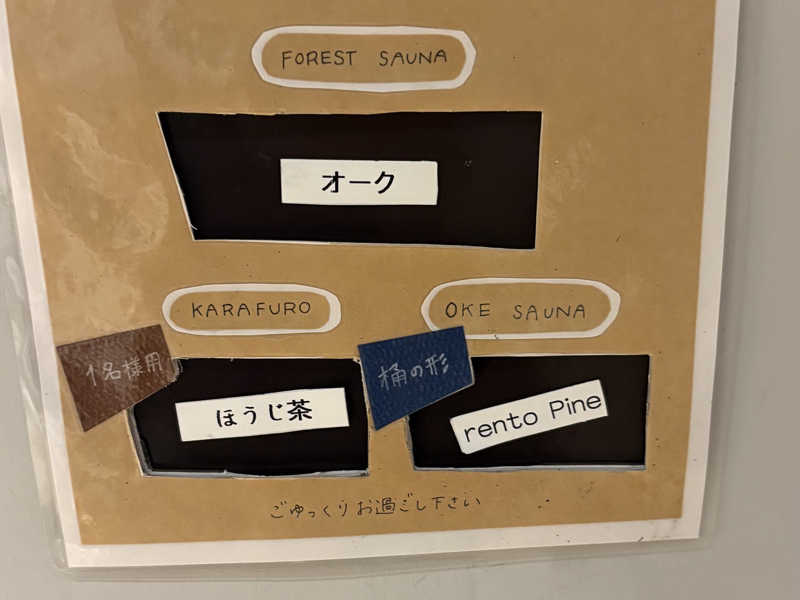 FOREST SAUNA
オーク
KARAFURO
1名様用
ほうじ茶
OKE SAUNA
桶の形
rento Pine
ごゆっくりお過ごし下さい